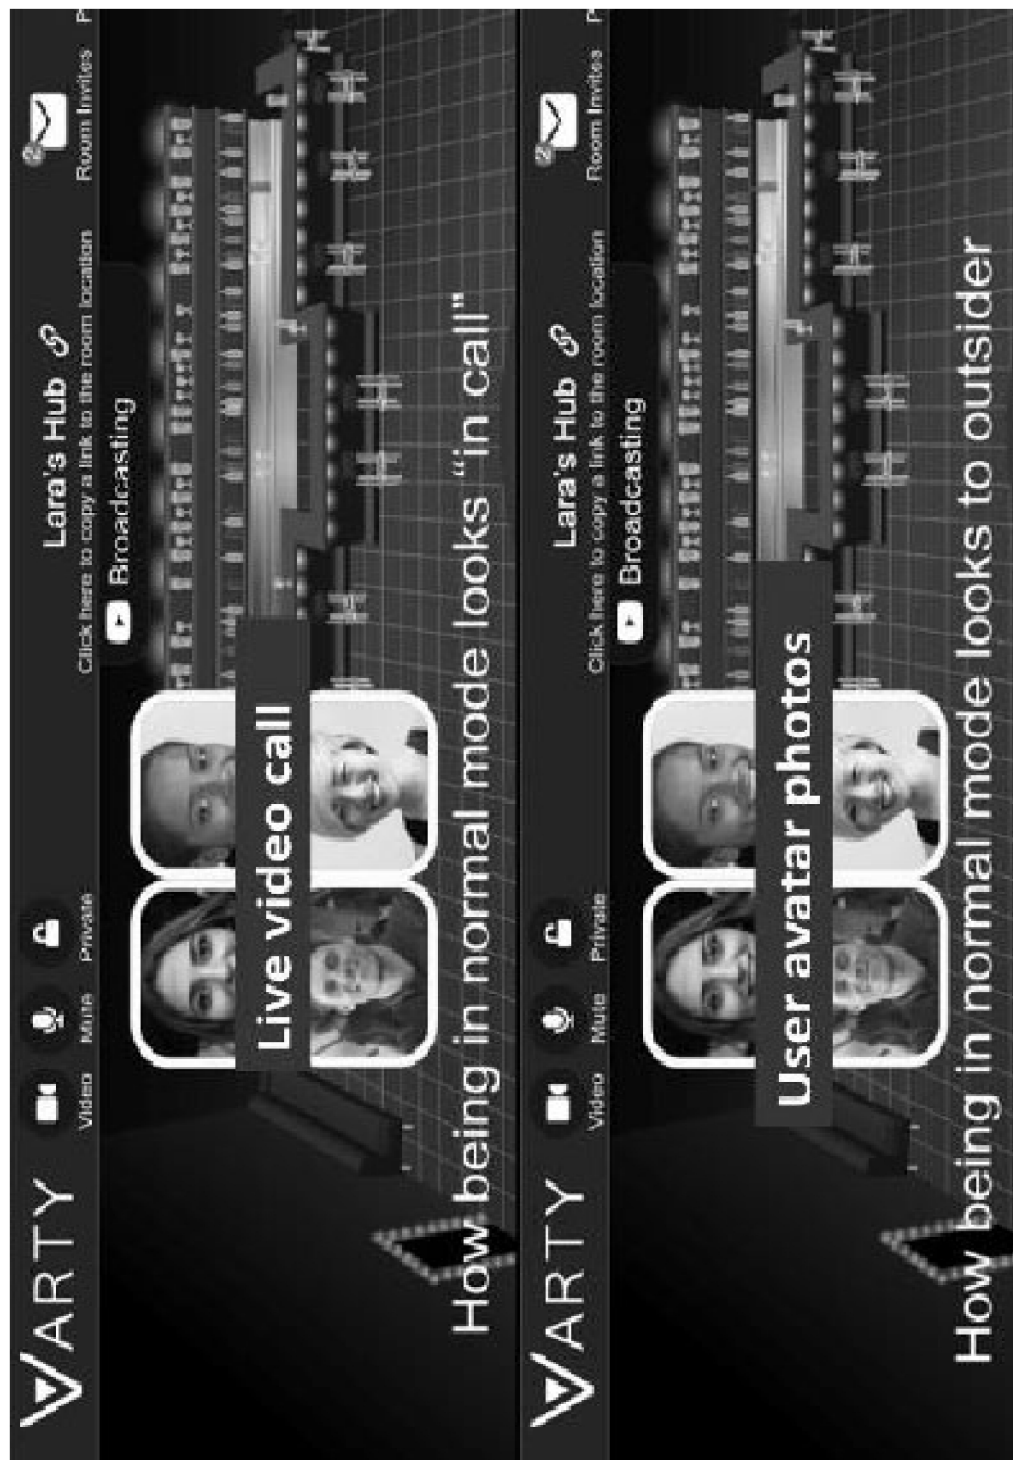 VARTY
Video
Mute
Private
Lara's Hub
Click here to copy a link to the room location
2
Room Invites
P
Broadcasting
Live video call
How being in normal mode looks "in call"
VARTY
Video
Mute
Private
Lara's Hub
Click here to copy a link to the room location
2
Room Invites
P
Broadcasting
User avatar photos
How being in normal mode looks to outsider